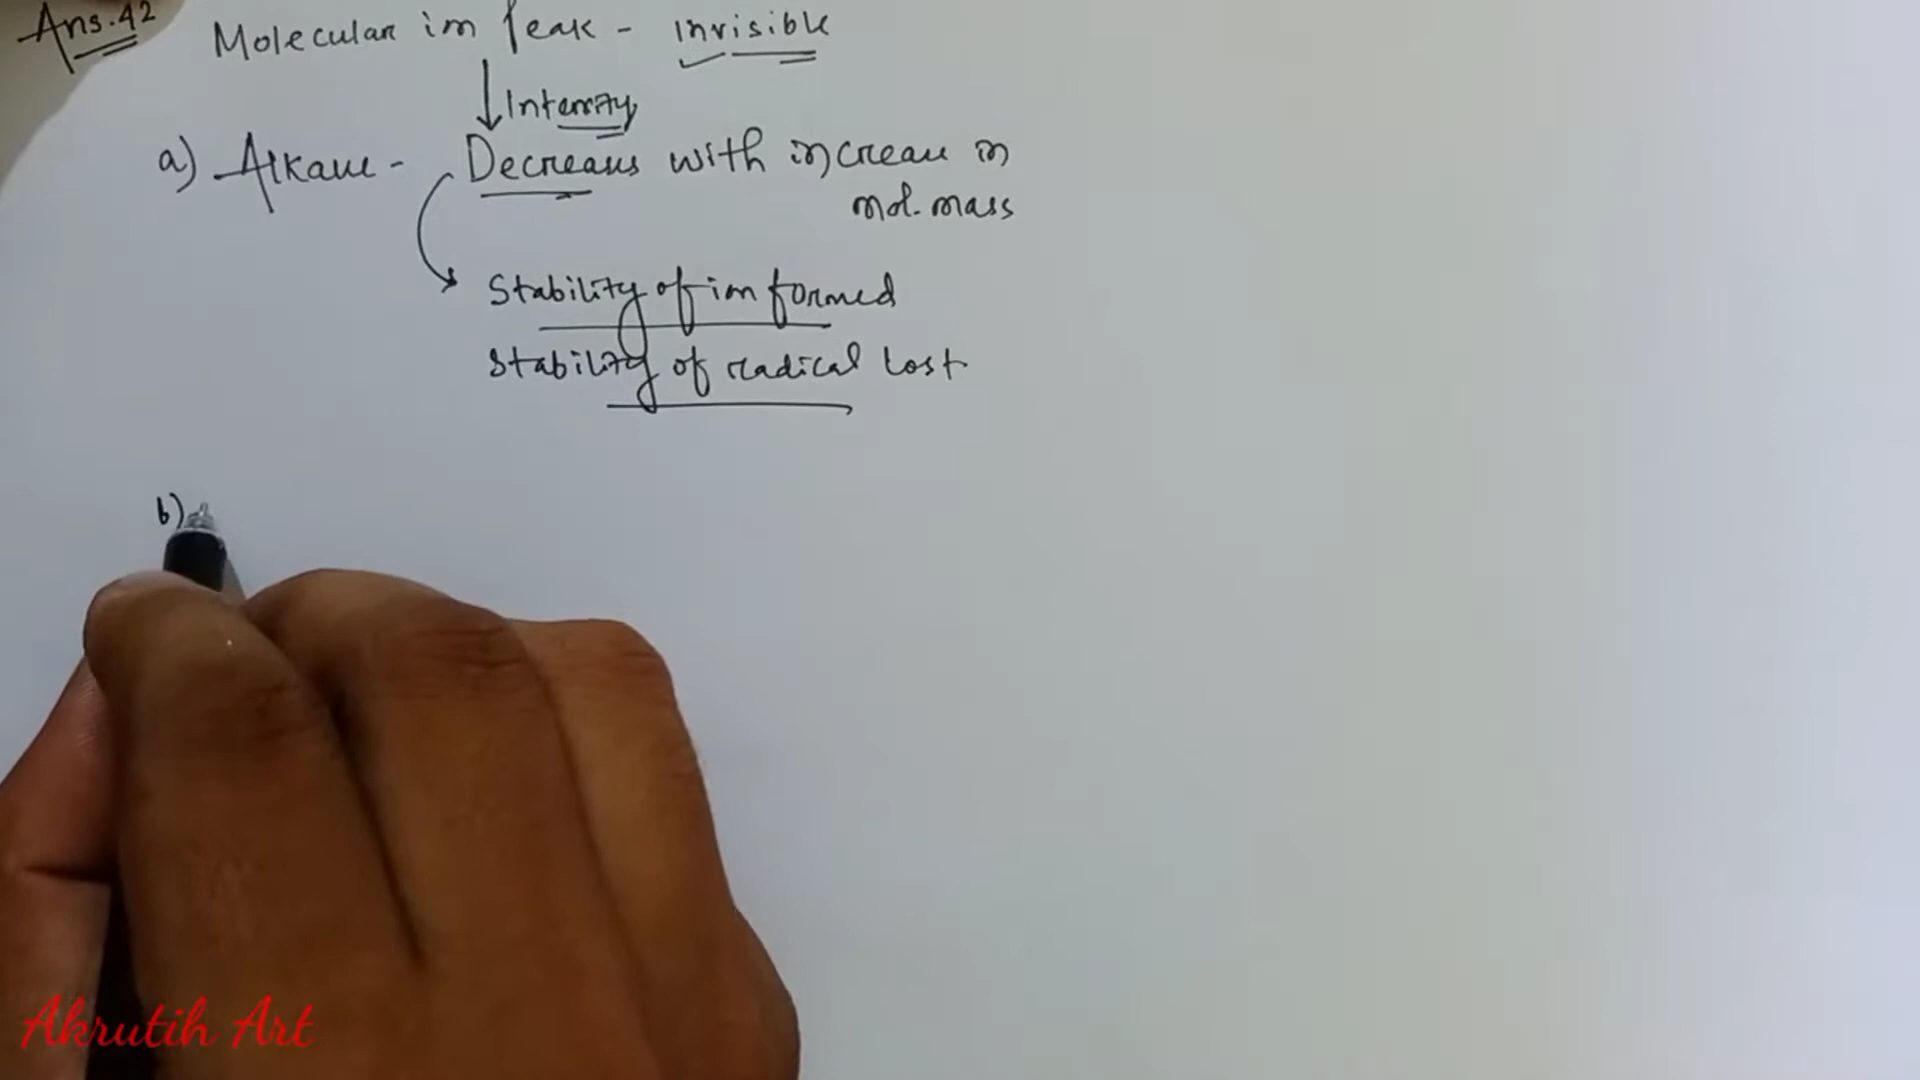 Ans.42
Molecular ion Peak - invisible
Intensity
a) Alkane - Decreases with increase in
mol. mass
Stability of ion formed
Stability of radical lost
b)
Akrutih Art